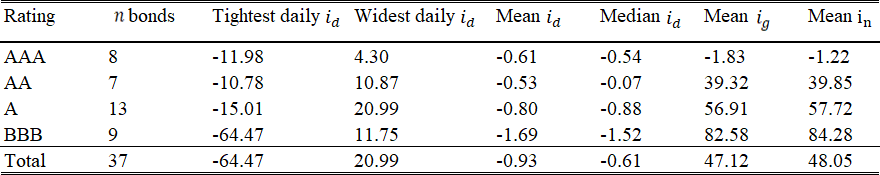 Rating n bonds Tightest daily i_d Widest daily i_d Mean i_d Median i_d Mean i_g Mean i_n
AAA 8 -11.98 4.30 -0.61 -0.54 -1.83 -1.22
AA 7 -10.78 10.87 -0.53 -0.07 39.32 39.85
A 13 -15.01 20.99 -0.80 -0.88 56.91 57.72
BBB 9 -64.47 11.75 -1.69 -1.52 82.58 84.28
Total 37 -64.47 20.99 -0.93 -0.61 47.12 48.05